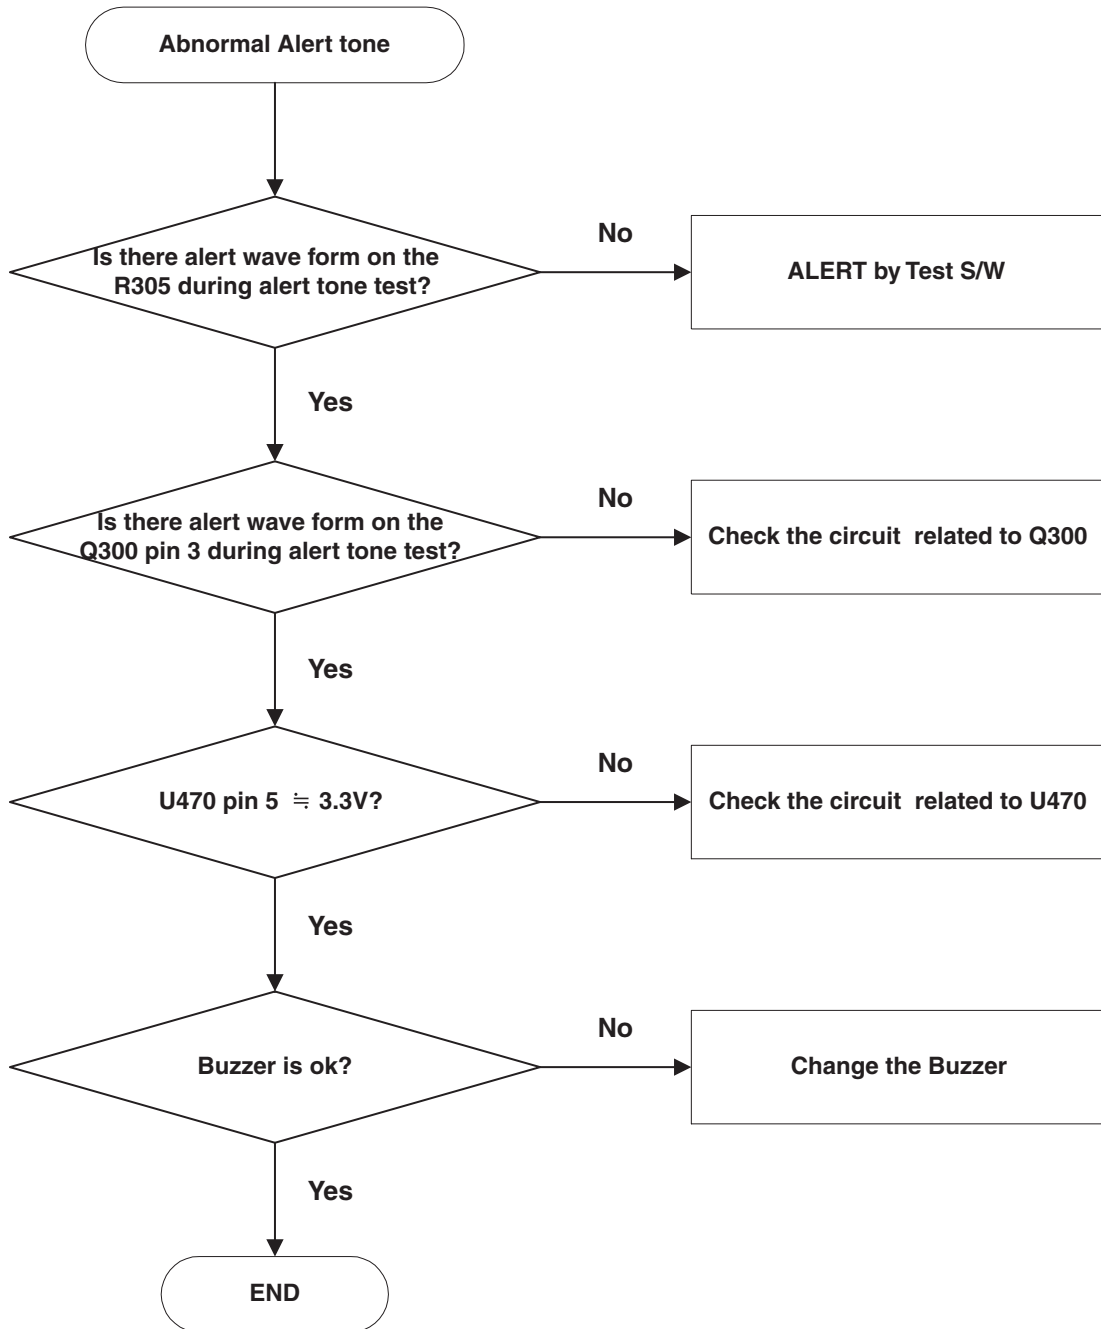 Abnormal Alert tone
Is there alert wave form on the
R305 during alert tone test?
No
ALERT by Test S/W
Yes
Is there alert wave form on the
Q300 pin 3 during alert tone test?
No
Check the circuit related to Q300
Yes
U470 pin 5 ≒ 3.3V?
No
Check the circuit related to U470
Yes
Buzzer is ok?
No
Change the Buzzer
Yes
END